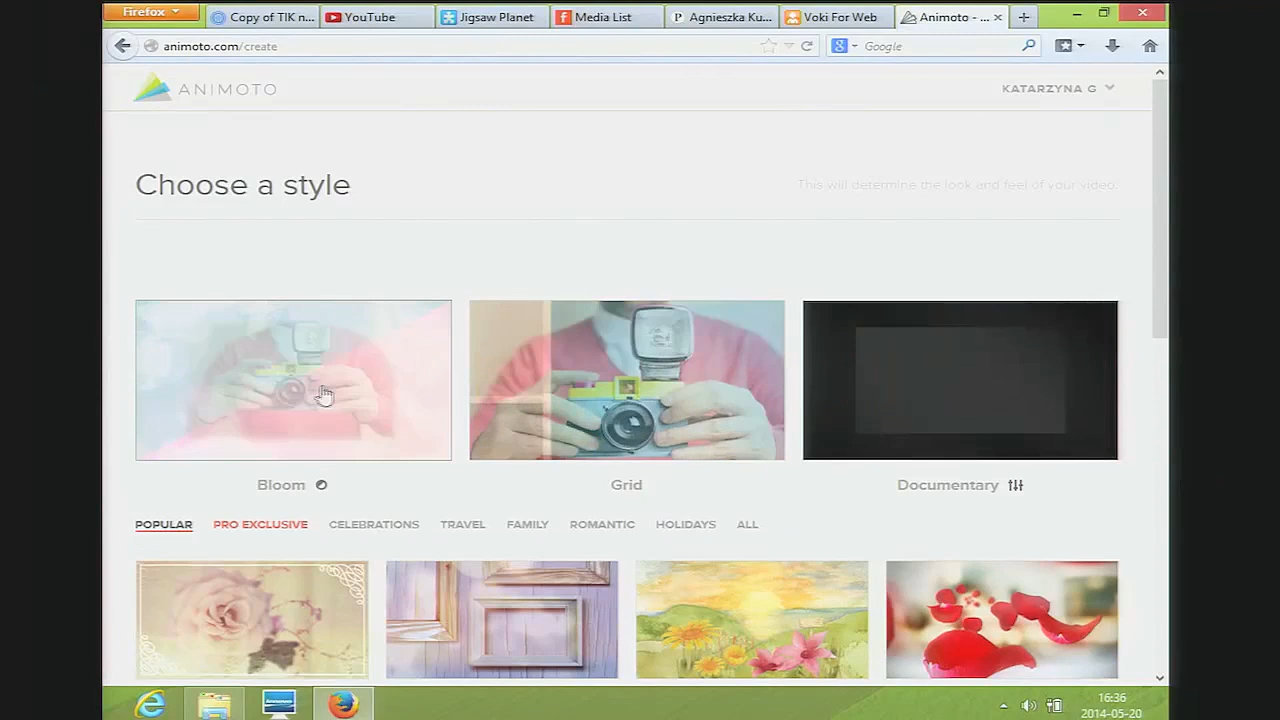 Firefox
Copy of TIK n...
YouTube
Jigsaw Planet
Media List
Agnieszka Ku...
Voki For Web
Animoto - ...
animoto.com/create
Google
ANIMOTO
KATARZYNA G
Choose a style
This will determine the look and feel of your video.
Bloom
Grid
Documentary
POPULAR PRO EXCLUSIVE CELEBRATIONS TRAVEL FAMILY ROMANTIC HOLIDAYS ALL
16:36
2014-05-20